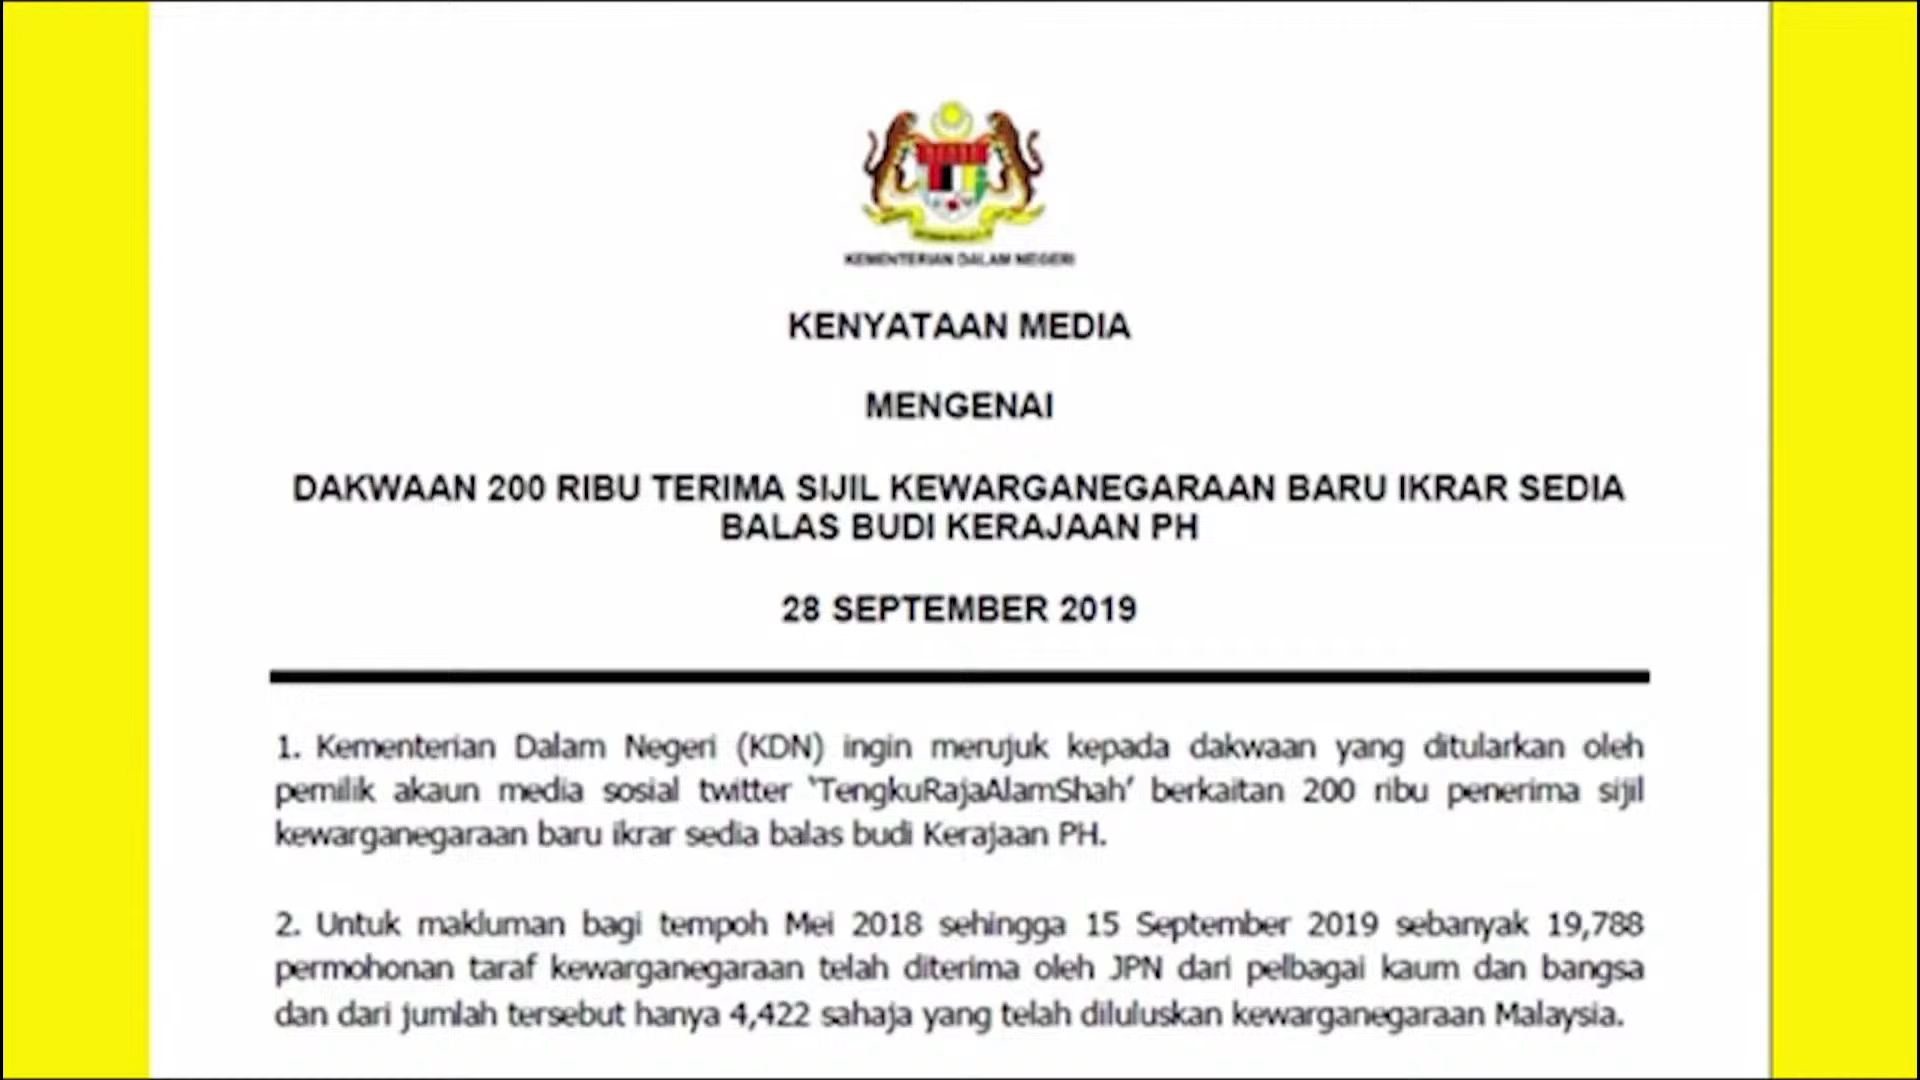 KEMENTERIAN DALAM NEGERI
KENYATAAN MEDIA
MENGENAI
DAKWAAN 200 RIBU TERIMA SIJIL KEWARGANEGARAAN BARU IKRAR SEDIA
BALAS BUDI KERAJAAN PH
28 SEPTEMBER 2019
1. Kementerian Dalam Negeri (KDN) ingin merujuk kepada dakwaan yang ditularkan oleh
pemilik akaun media sosial twitter ‘TengkuRajaAlamShah’ berkaitan 200 ribu penerima sijil
kewarganegaraan baru ikrar sedia balas budi Kerajaan PH.
2. Untuk makluman bagi tempoh Mei 2018 sehingga 15 September 2019 sebanyak 19,788
permohonan taraf kewarganegaraan telah diterima oleh JPN dari pelbagai kaum dan bangsa
dan dari jumlah tersebut hanya 4,422 sahaja yang telah diluluskan kewarganegaraan Malaysia.